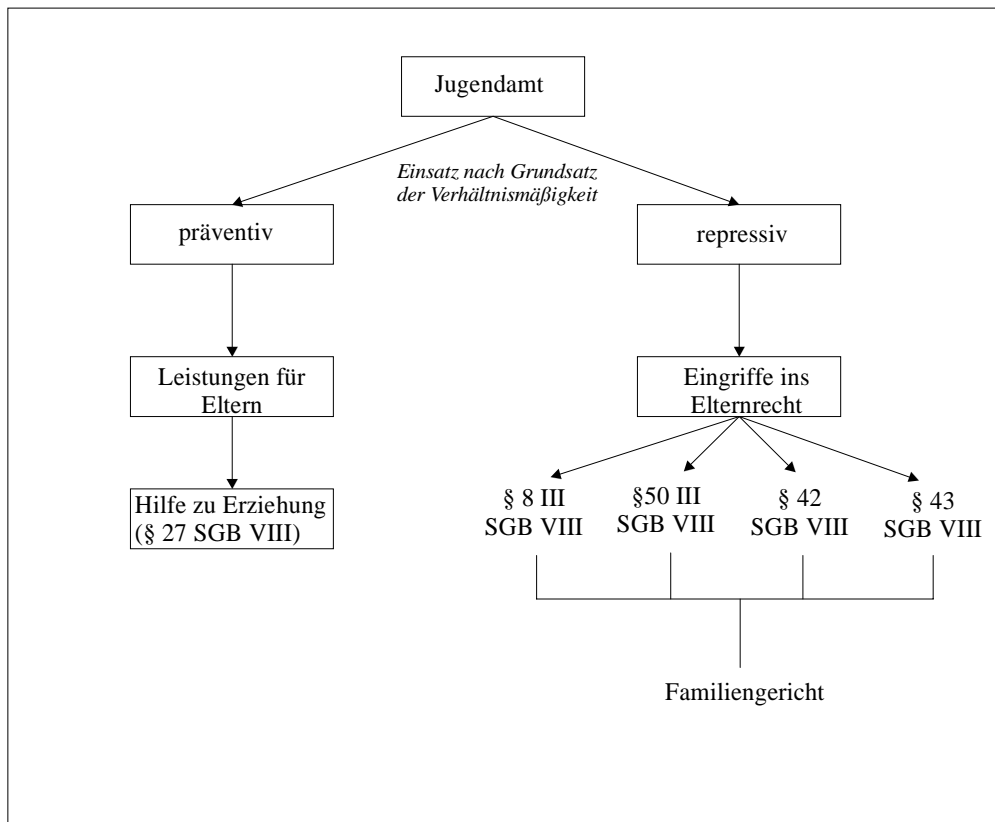 Jugendamt
Einsatz nach Grundsatz
der Verhältnismäßigkeit
präventiv
repressiv
Leistungen für
Eltern
Eingriffe ins
Elternrecht
Hilfe zu Erziehung
(§ 27 SGB VIII)
§ 8 III
SGB VIII
§50 III
SGB VIII
§ 42
SGB VIII
§ 43
SGB VIII
Familiengericht